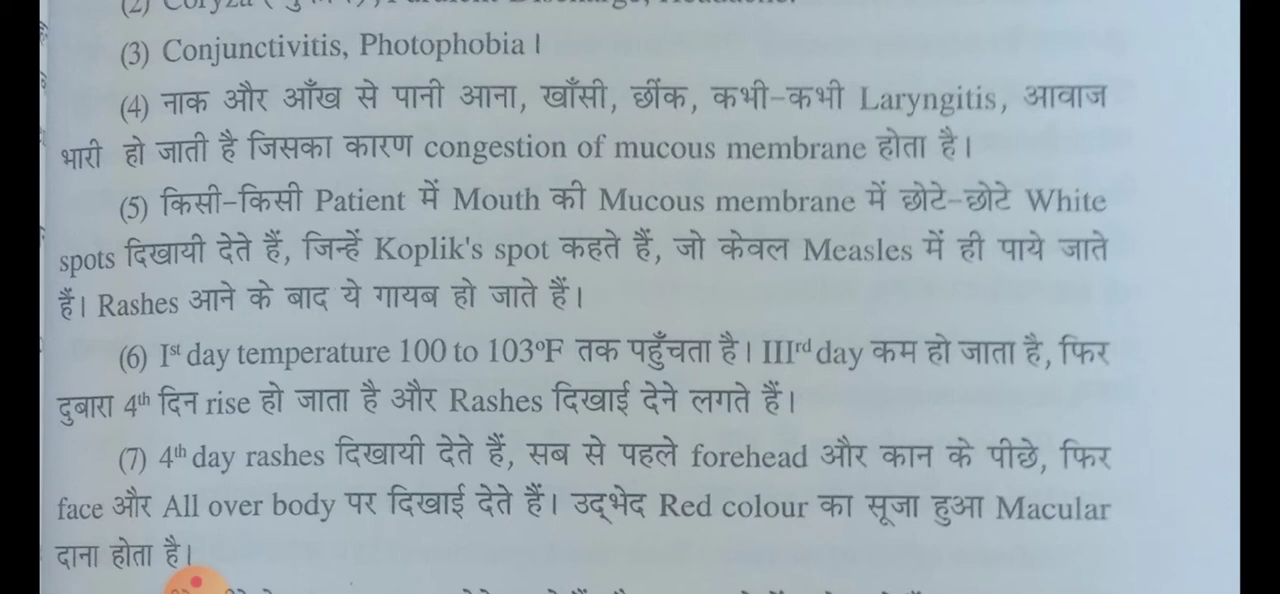 (3) Conjunctivitis, Photophobia।
(4) नाक और आँख से पानी आना, खाँसी, छींक, कभी-कभी Laryngitis, आवाज
भारी हो जाती है जिसका कारण congestion of mucous membrane होता है।
(5) किसी-किसी Patient में Mouth की Mucous membrane में छोटे-छोटे White
spots दिखायी देते हैं, जिन्हें Koplik's spot कहते हैं, जो केवल Measles में ही पाये जाते
हैं। Rashes आने के बाद ये गायब हो जाते हैं।
(6) Ist day temperature 100 to 103ºF तक पहुँचता है। IIIrd day कम हो जाता है, फिर
दुबारा 4th दिन rise हो जाता है और Rashes दिखाई देने लगते हैं।
(7) 4th day rashes दिखायी देते हैं, सब से पहले forehead और कान के पीछे, फिर
face और All over body पर दिखाई देते हैं। उद्‌भेद Red colour का सूजा हुआ Macular
दाना होता है।